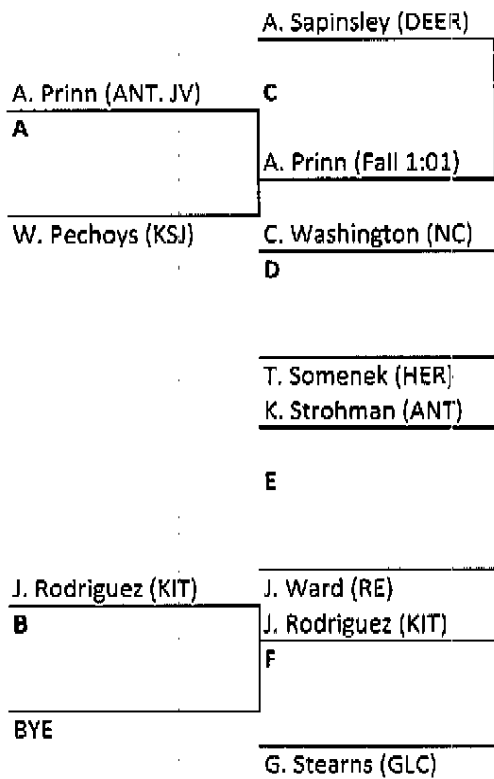 A. Sapinsley (DEER)
A. Prinn (ANT. JV)
C
A
A. Prinn (Fall 1:01)
W. Pechoys (KSJ)
C. Washington (NC)
D
T. Somenek (HER)
K. Strohman (ANT)
E
J. Rodriguez (KIT)
J. Ward (RE)
B
J. Rodriguez (KIT)
F
BYE
G. Stearns (GLC)